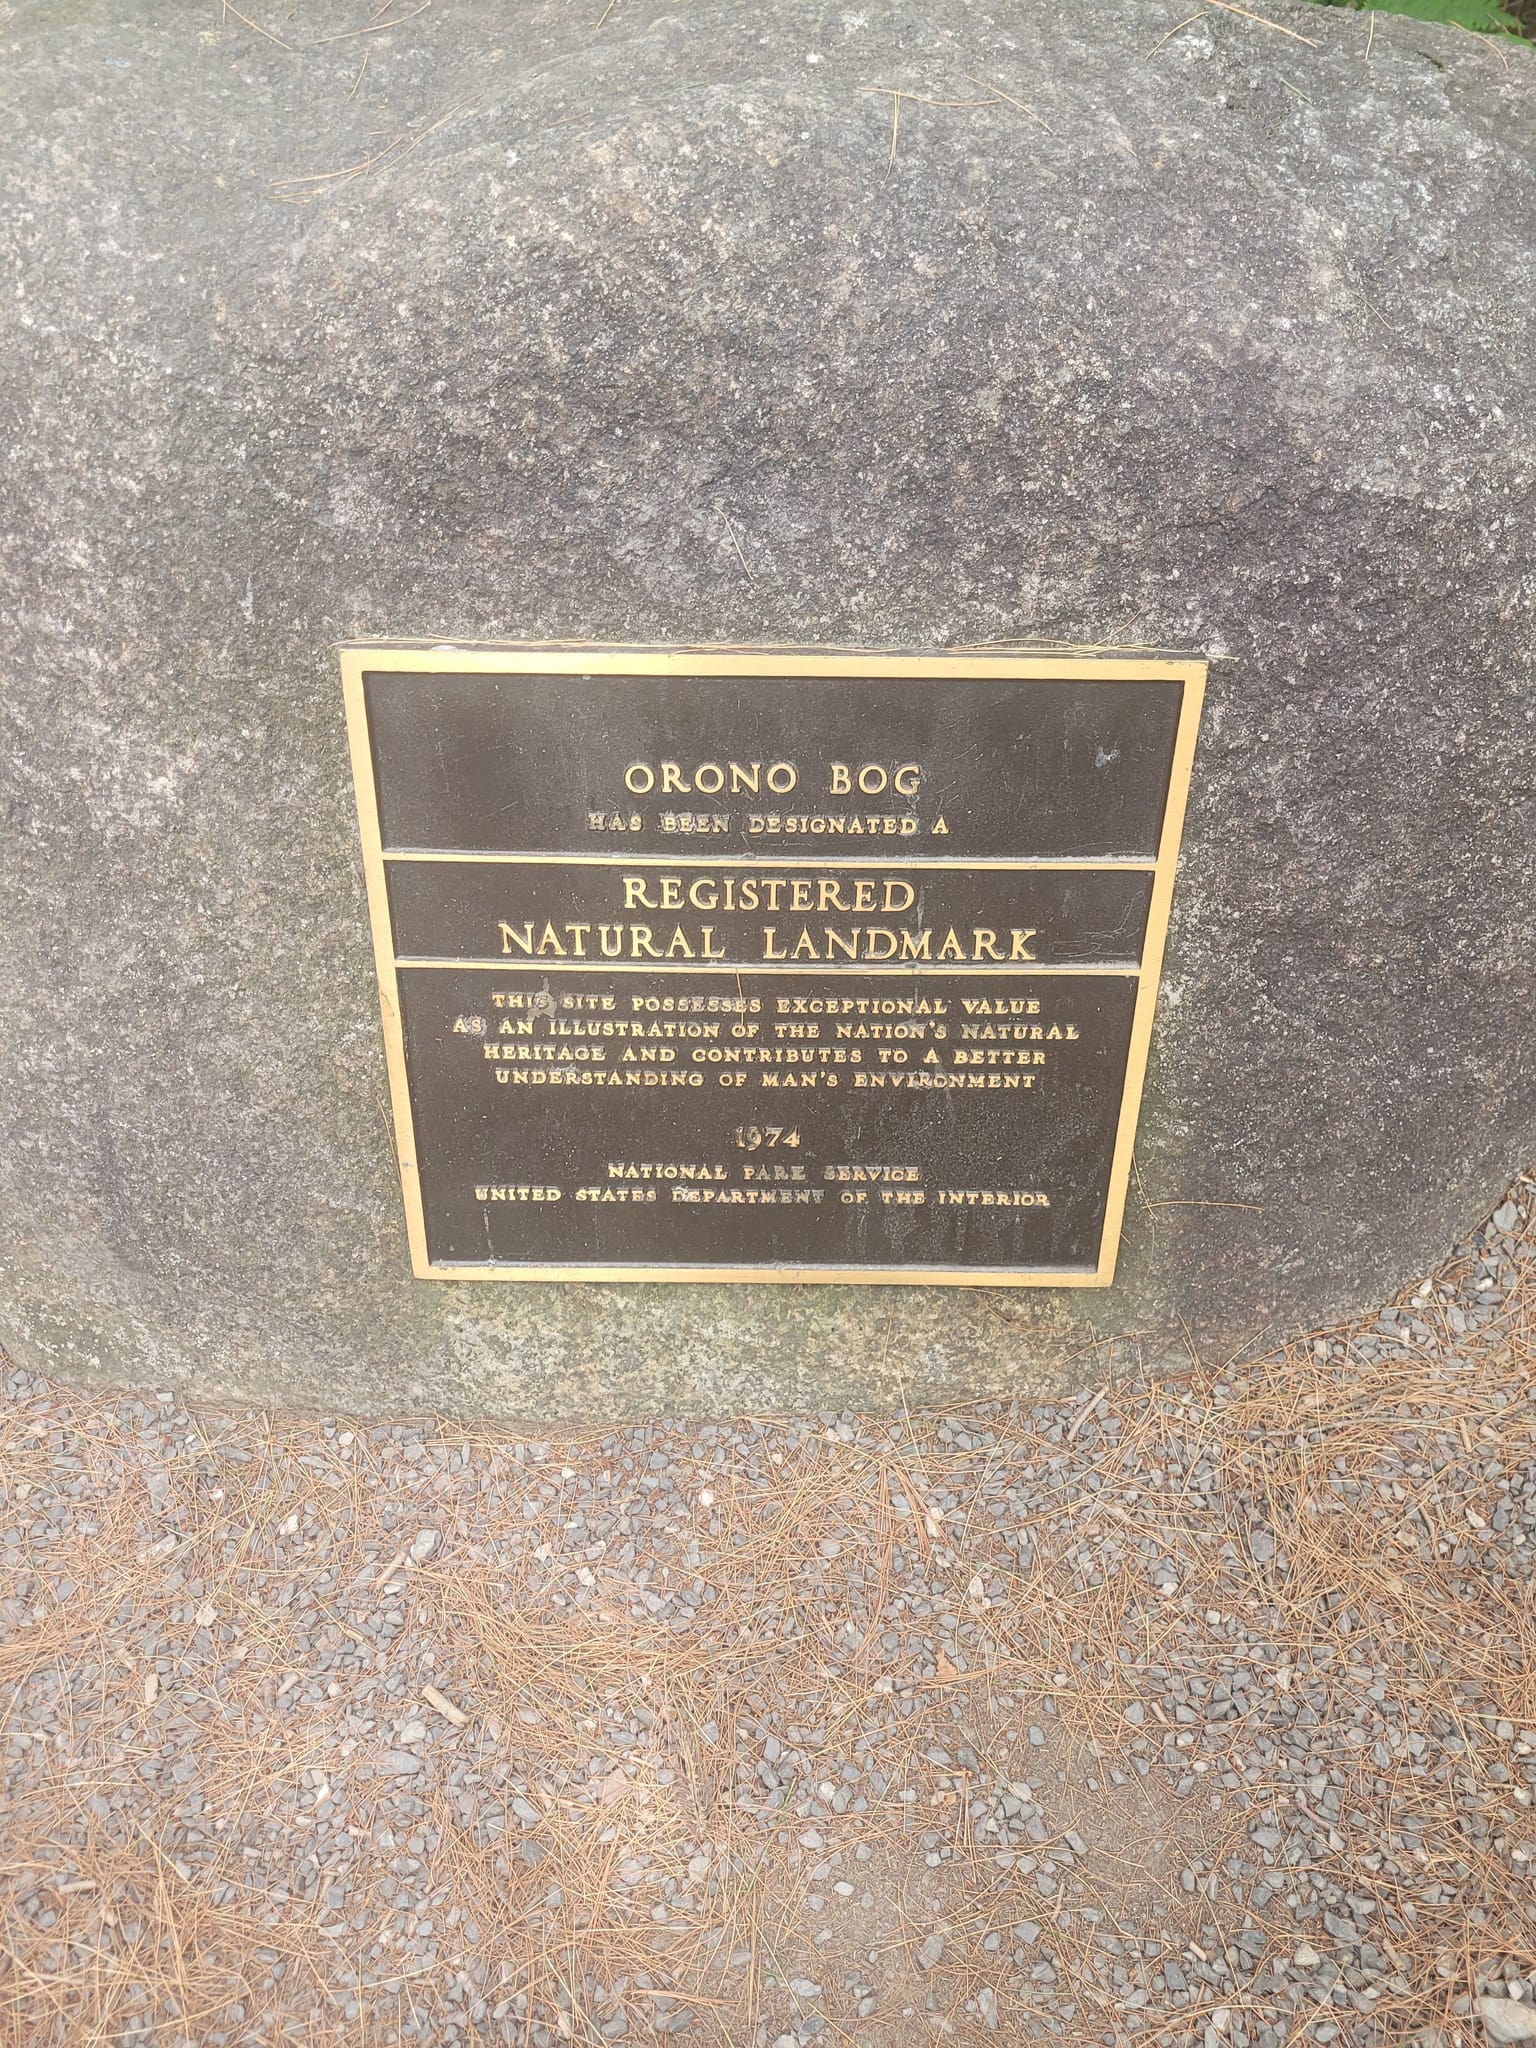 ORONO BOG
HAS BEEN DESIGNATED A
REGISTERED
NATURAL LANDMARK
THIS SITE POSSESSES EXCEPTIONAL VALUE
AS AN ILLUSTRATION OF THE NATION'S NATURAL
HERITAGE AND CONTRIBUTES TO A BETTER
UNDERSTANDING OF MAN'S ENVIRONMENT
1974
NATIONAL PARK SERVICE
UNITED STATES DEPARTMENT OF THE INTERIOR